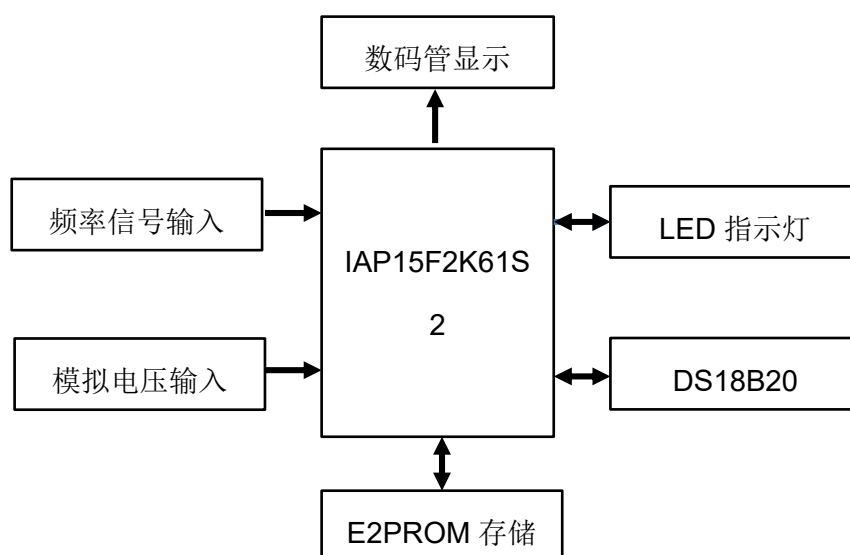 数码管显示
频率信号输入
IAP15F2K61S
2
LED 指示灯
模拟电压输入
DS18B20
E2PROM 存储